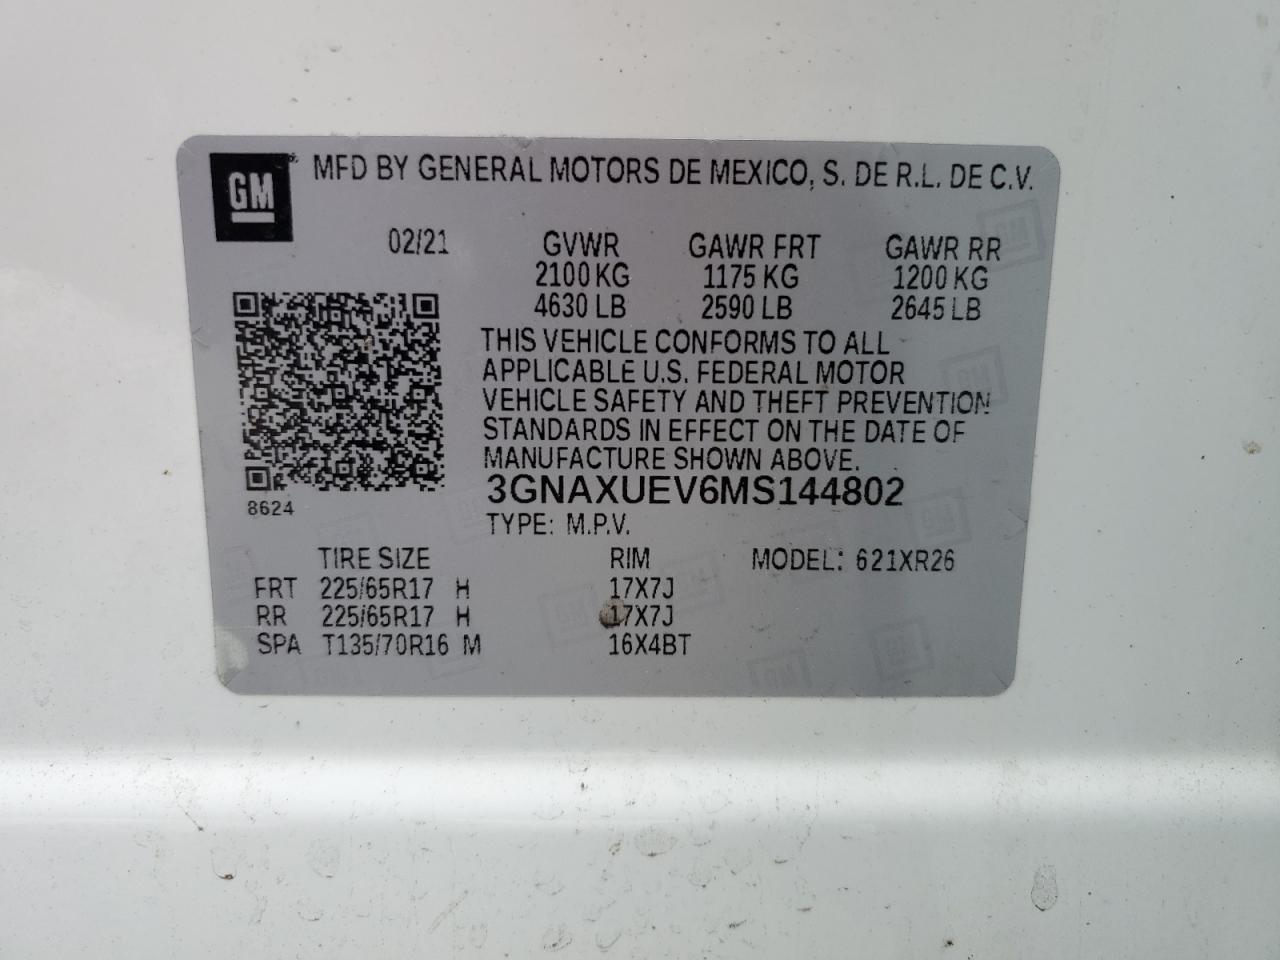 GM MFD BY GENERAL MOTORS DE MEXICO, S. DE R.L. DE C.V.
02/21 GVWR GAWR FRT GAWR RR
2100 KG 1175 KG 1200 KG
4630 LB 2590 LB 2645 LB
THIS VEHICLE CONFORMS TO ALL
APPLICABLE U.S. FEDERAL MOTOR
VEHICLE SAFETY AND THEFT PREVENTION
STANDARDS IN EFFECT ON THE DATE OF
MANUFACTURE SHOWN ABOVE.
3GNAXUEV6MS144802
8624
TYPE: M.P.V.
TIRE SIZE RIM MODEL: 621XR26
FRT 225/65R17 H 17X7J
RR 225/65R17 H 17X7J
SPA T135/70R16 M 16X4BT